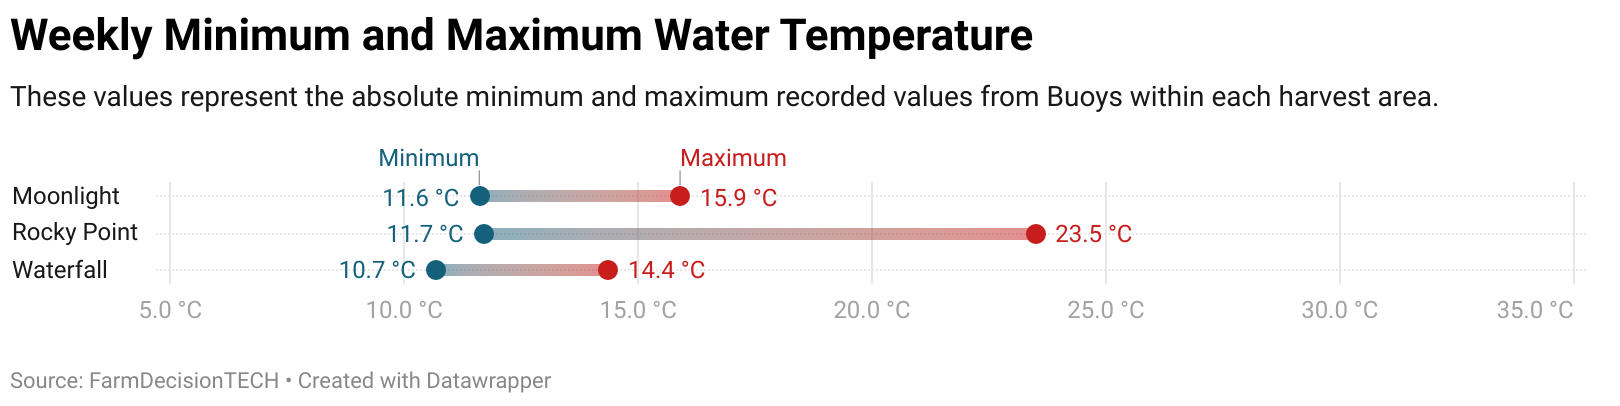 Weekly Minimum and Maximum Water Temperature
These values represent the absolute minimum and maximum recorded values from Buoys within each harvest area.
Minimum Maximum
Moonlight 11.6 °C 15.9 °C
Rocky Point 11.7 °C 23.5 °C
Waterfall 10.7 °C 14.4 °C
5.0 °C 10.0 °C 15.0 °C 20.0 °C 25.0 °C 30.0 °C 35.0 °C
Source: FarmDecisionTECH • Created with Datawrapper